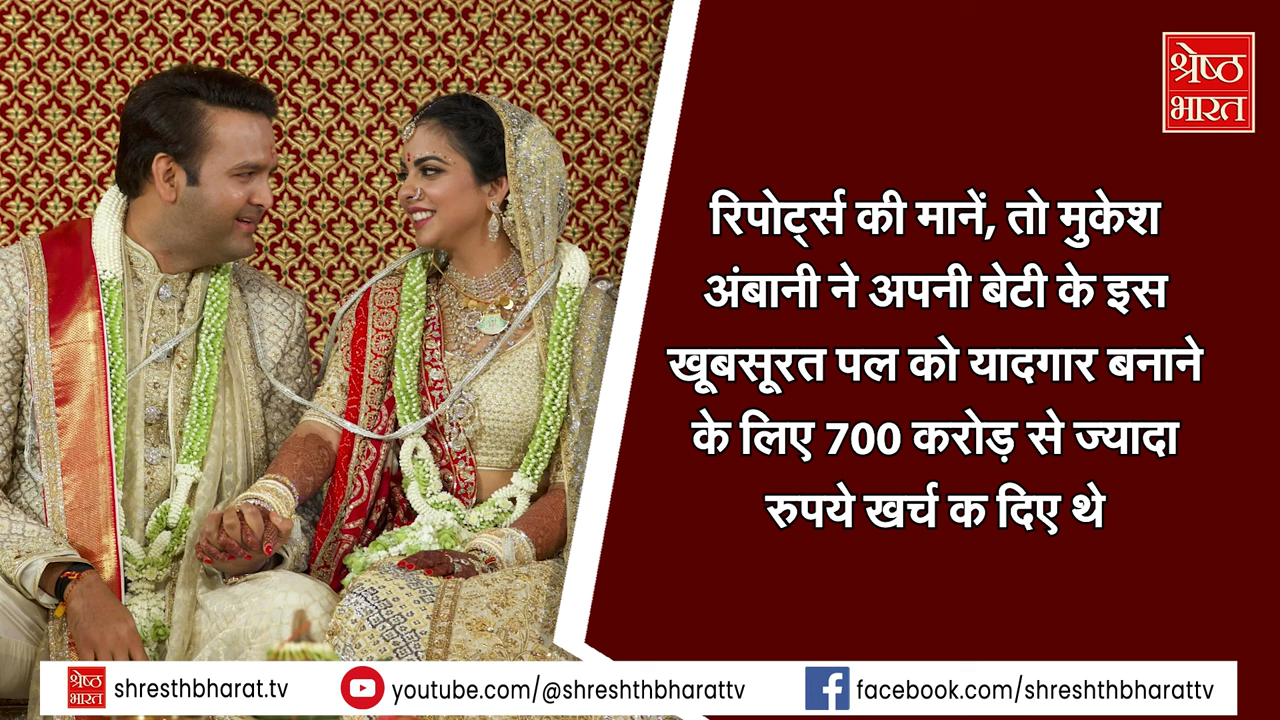 श्रेष्ठ
भारत
रिपोर्ट्स की मानें, तो मुकेश
अंबानी ने अपनी बेटी के इस
खूबसूरत पल को यादगार बनाने
के लिए 700 करोड़ से ज्यादा
रुपये खर्च क दिए थे
श्रेष्ठ
भारत
shresthbharat.tv
youtube.com/@shreshthbharattv
facebook.com/shreshthbharattv